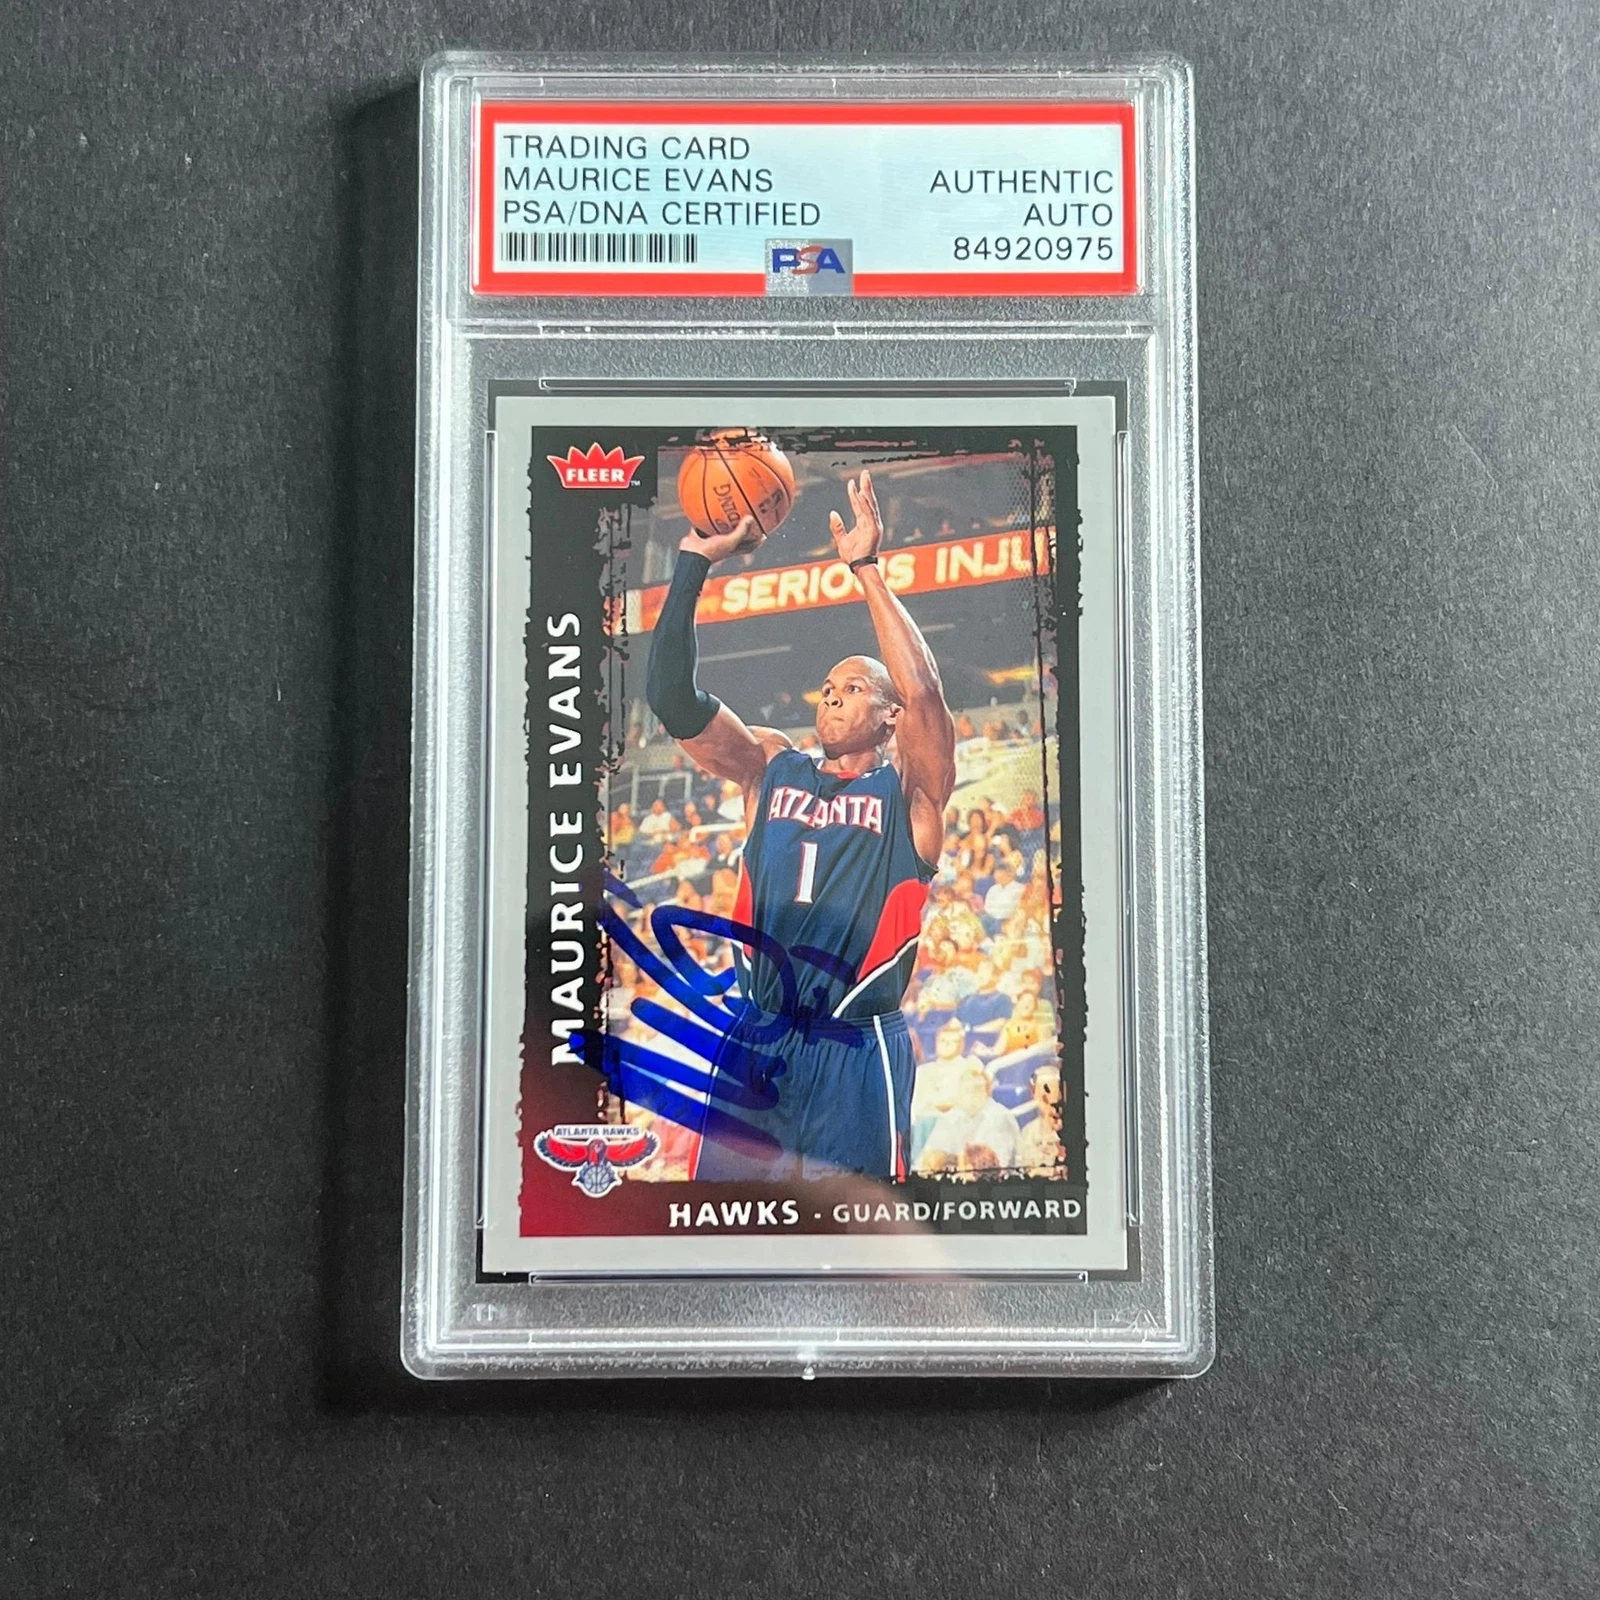 TRADING CARD
MAURICE EVANS
PSA/DNA CERTIFIED
AUTHENTIC
AUTO
84920975
PSA
FLEER™
SERIOUS INJU
ATLANTA
1
MAURICE EVANS
ATLANTA HAWKS
HAWKS - GUARD/FORWARD